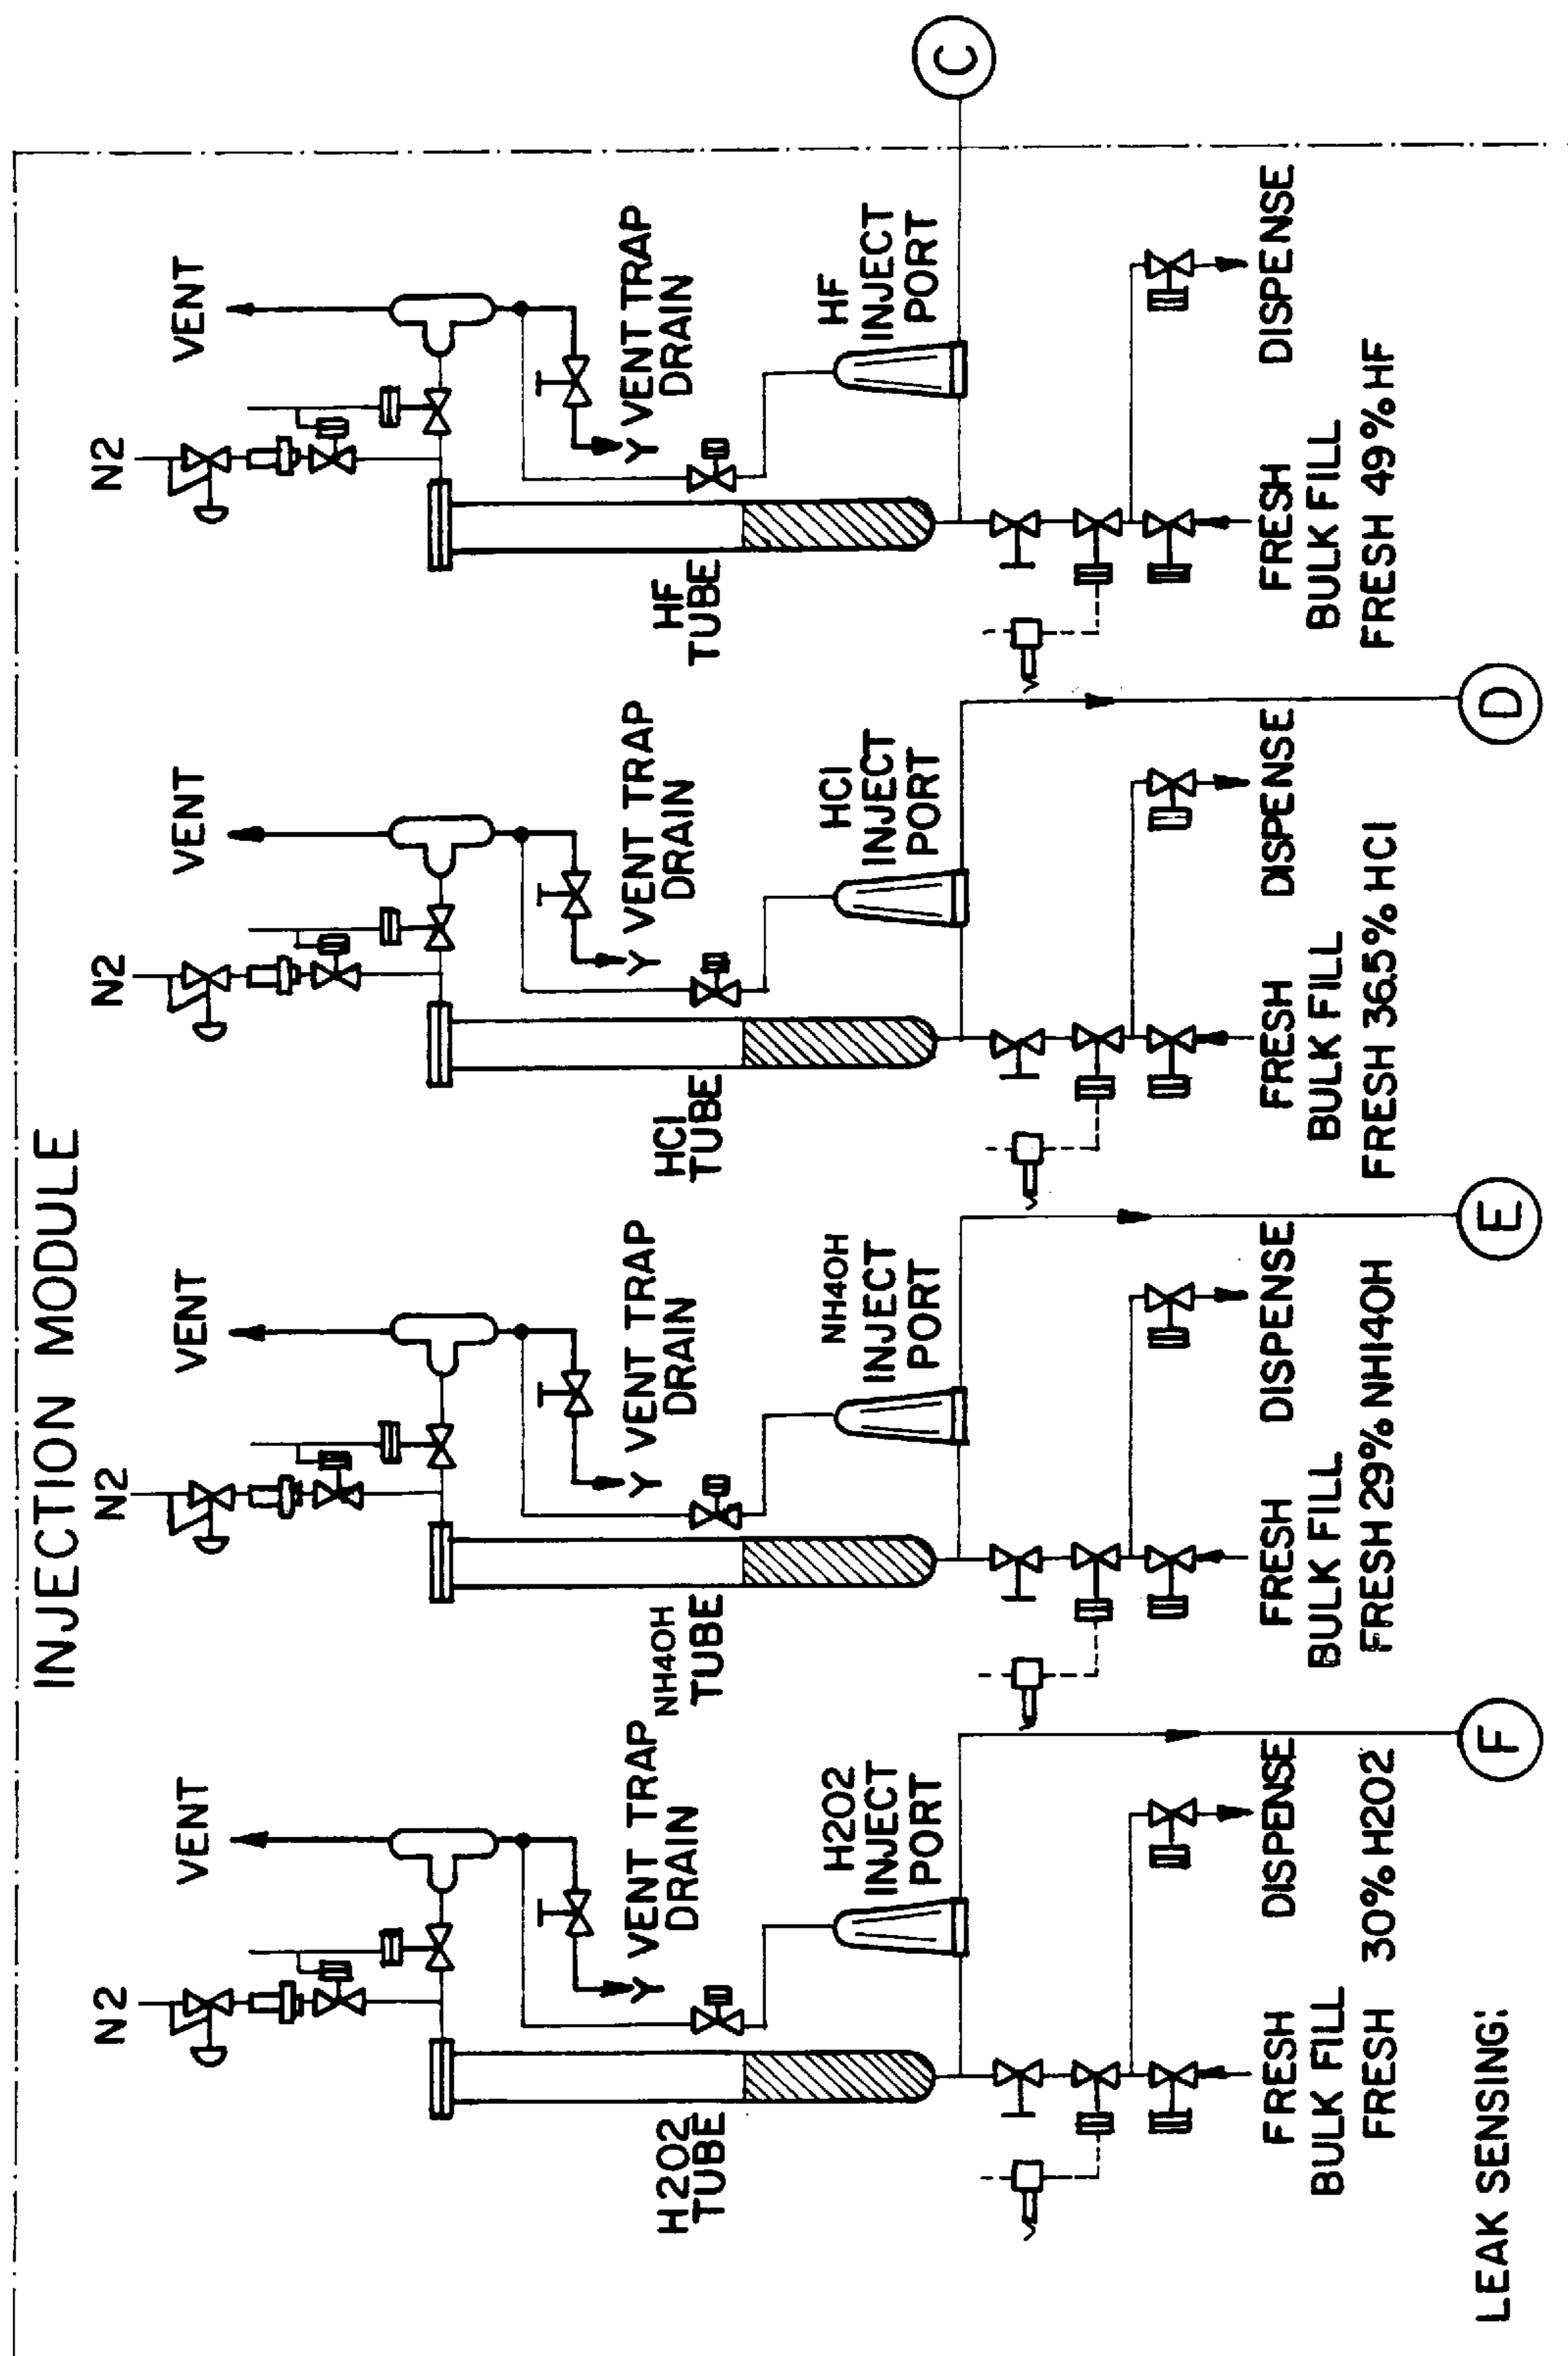 INJECTION MODULE
N2
VENT
N2
VENT
N2
VENT
N2
VENT
Y VENT TRAP
DRAIN
Y VENT TRAP
DRAIN
Y VENT TRAP
DRAIN
Y VENT TRAP
DRAIN
H2O2
TUBE
NH4OH
TUBE
HCl
TUBE
HF
TUBE
H2O2
INJECT
PORT
NH4OH
INJECT
PORT
HCl
INJECT
PORT
HF
INJECT
PORT
C
FRESH
BULK FILL
DISPENSE
FRESH 30% H2O2
FRESH
BULK FILL
DISPENSE
FRESH 29% NH140H
FRESH
BULK FILL
DISPENSE
FRESH 36.5% HCl
FRESH
BULK FILL
DISPENSE
FRESH 49% HF
LEAK SENSING:
F
E
D